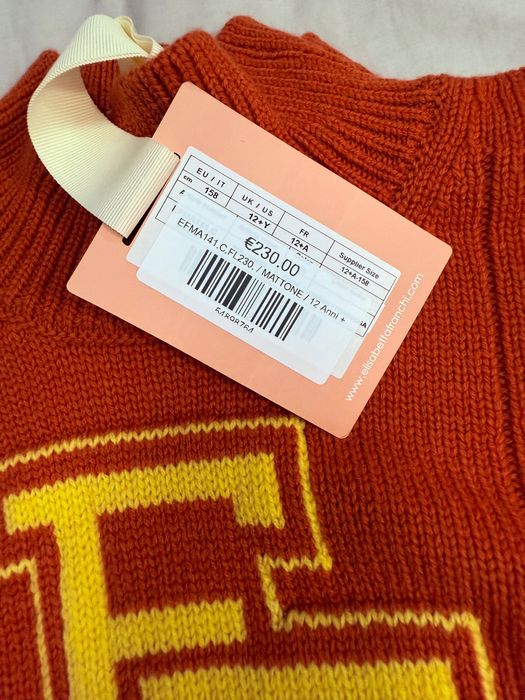 EU / IT UK / US FR Supplier Size
cm 158 12+Y 12+A 12+A-158
€230.00
EFMA141,C,FL230, / MATTONE / 12 Anni +
5489B764
www.elisabettafranchi.com
E